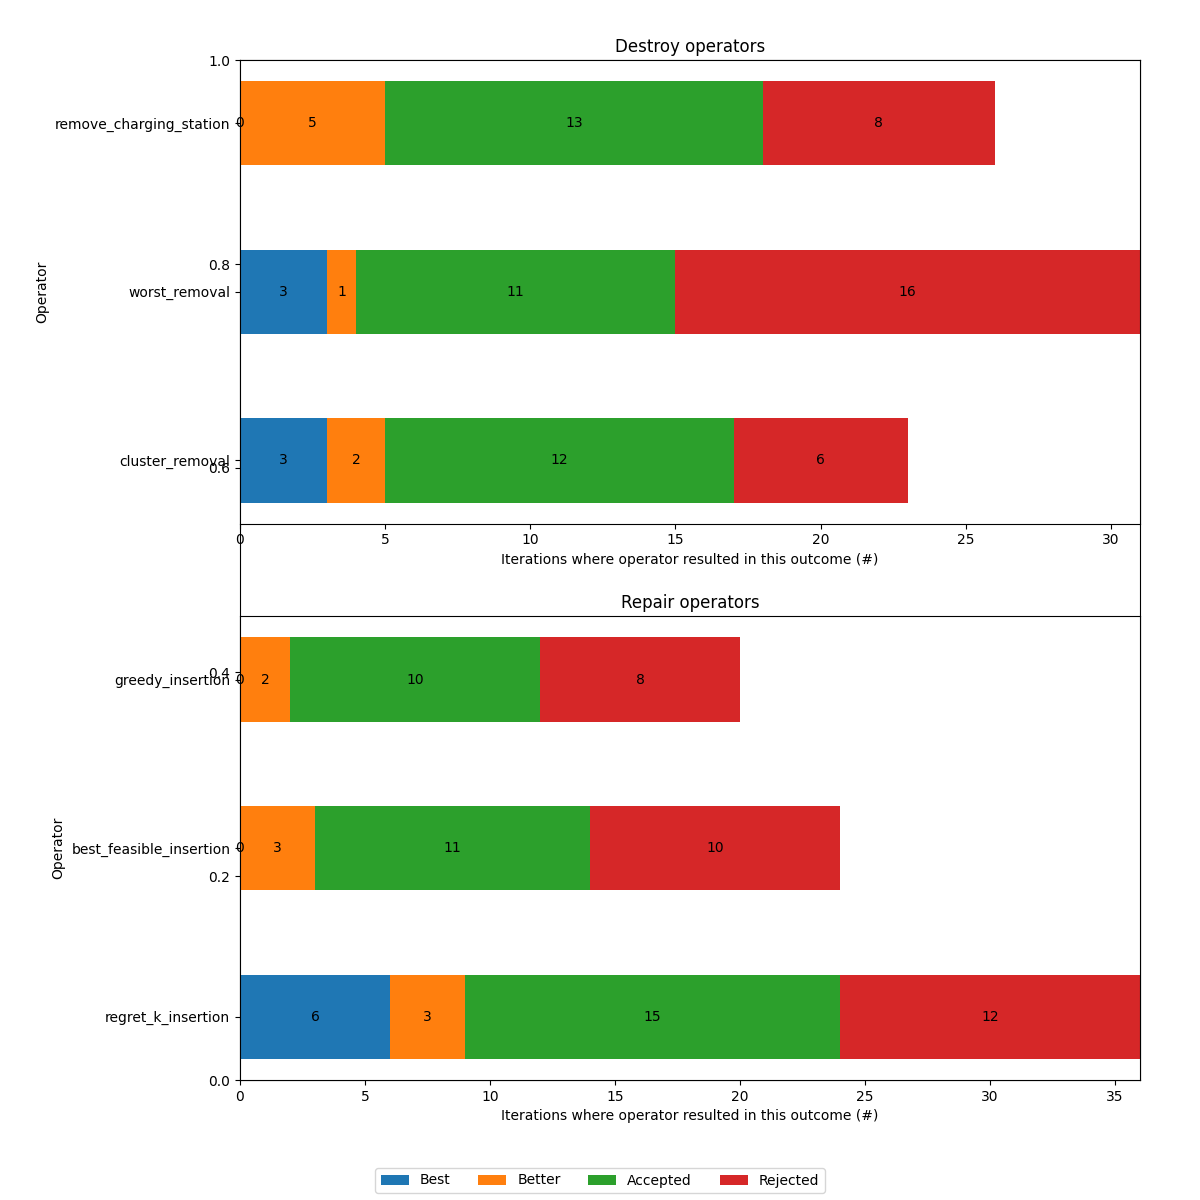 Destroy operators
1.0
remove_charging_station 0 5 13 8
0.8
worst_removal 3 1 11 16
Operator
cluster_removal 3 2 12 6
0.6
0 5 10 15 20 25 30
Iterations where operator resulted in this outcome (#)
Repair operators
0.4
greedy_insertion 0 2 10 8
best_feasible_insertion 0 3 11 10
Operator
0.2
regret_k_insertion 6 3 15 12
0.0
0 5 10 15 20 25 30 35
Iterations where operator resulted in this outcome (#)
Best Better Accepted Rejected